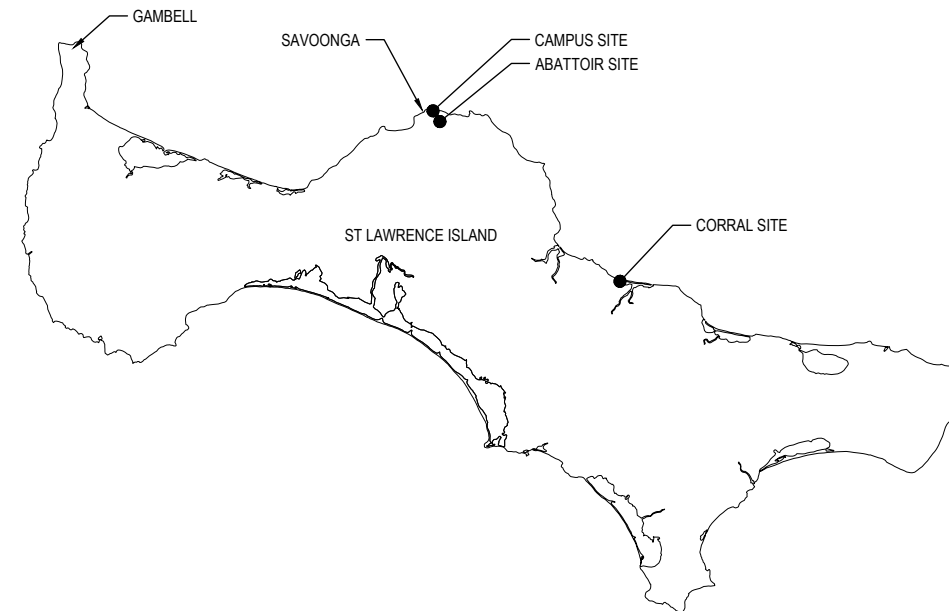 GAMBELL
SAVOONGA
CAMPUS SITE
ABATTOIR SITE
ST LAWRENCE ISLAND
CORRAL SITE